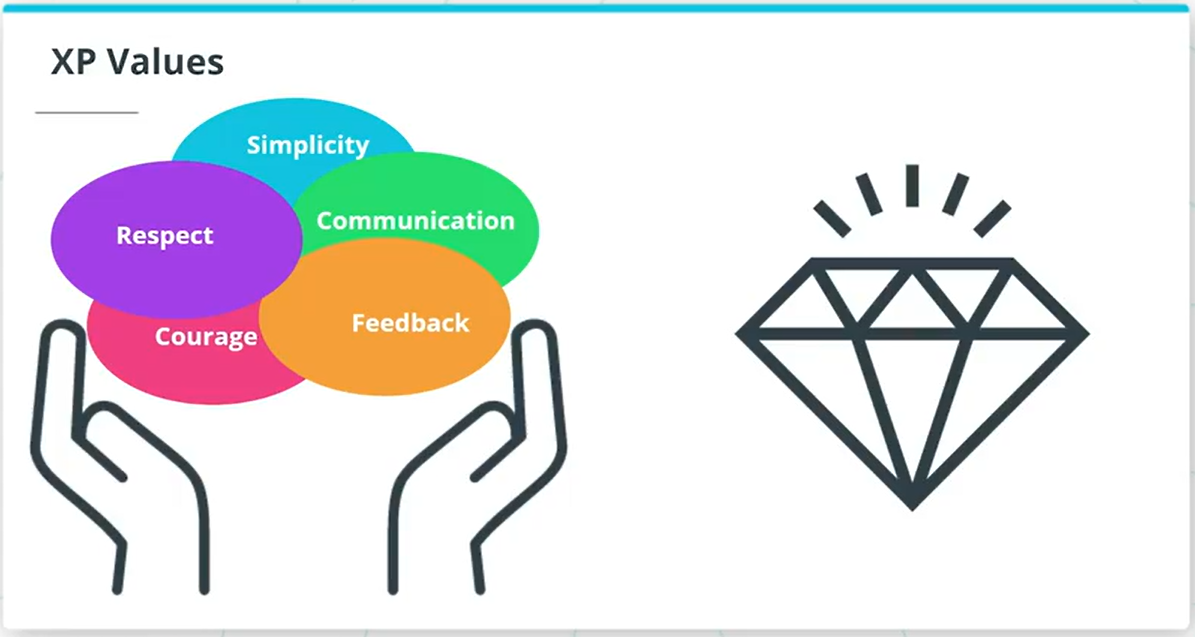 XP Values
Simplicity
Communication
Respect
Feedback
Courage